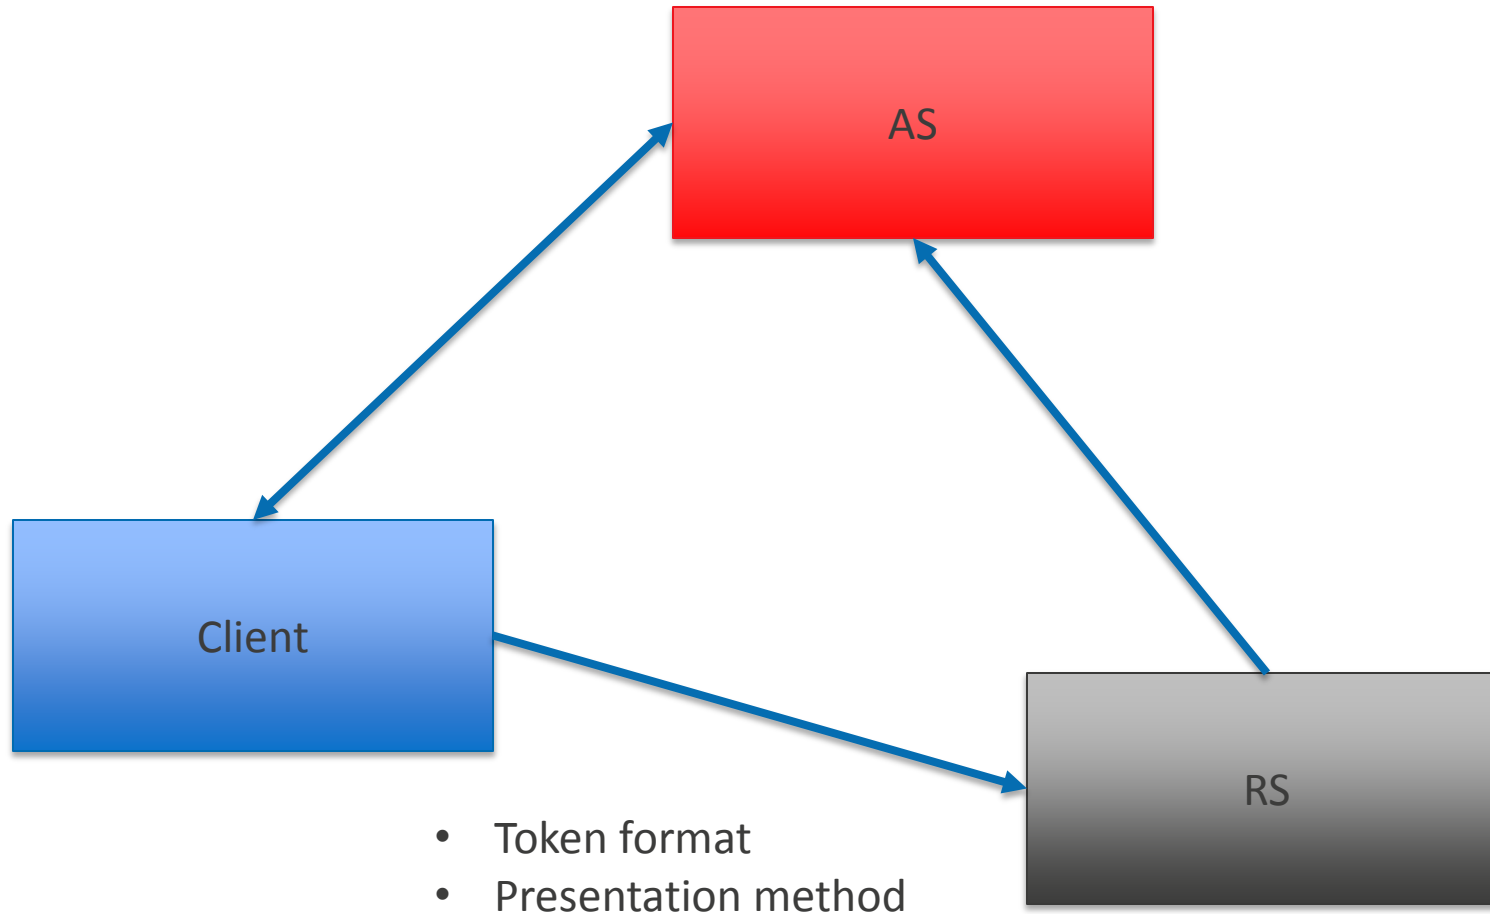 AS
Client
RS
• Token format
• Presentation method